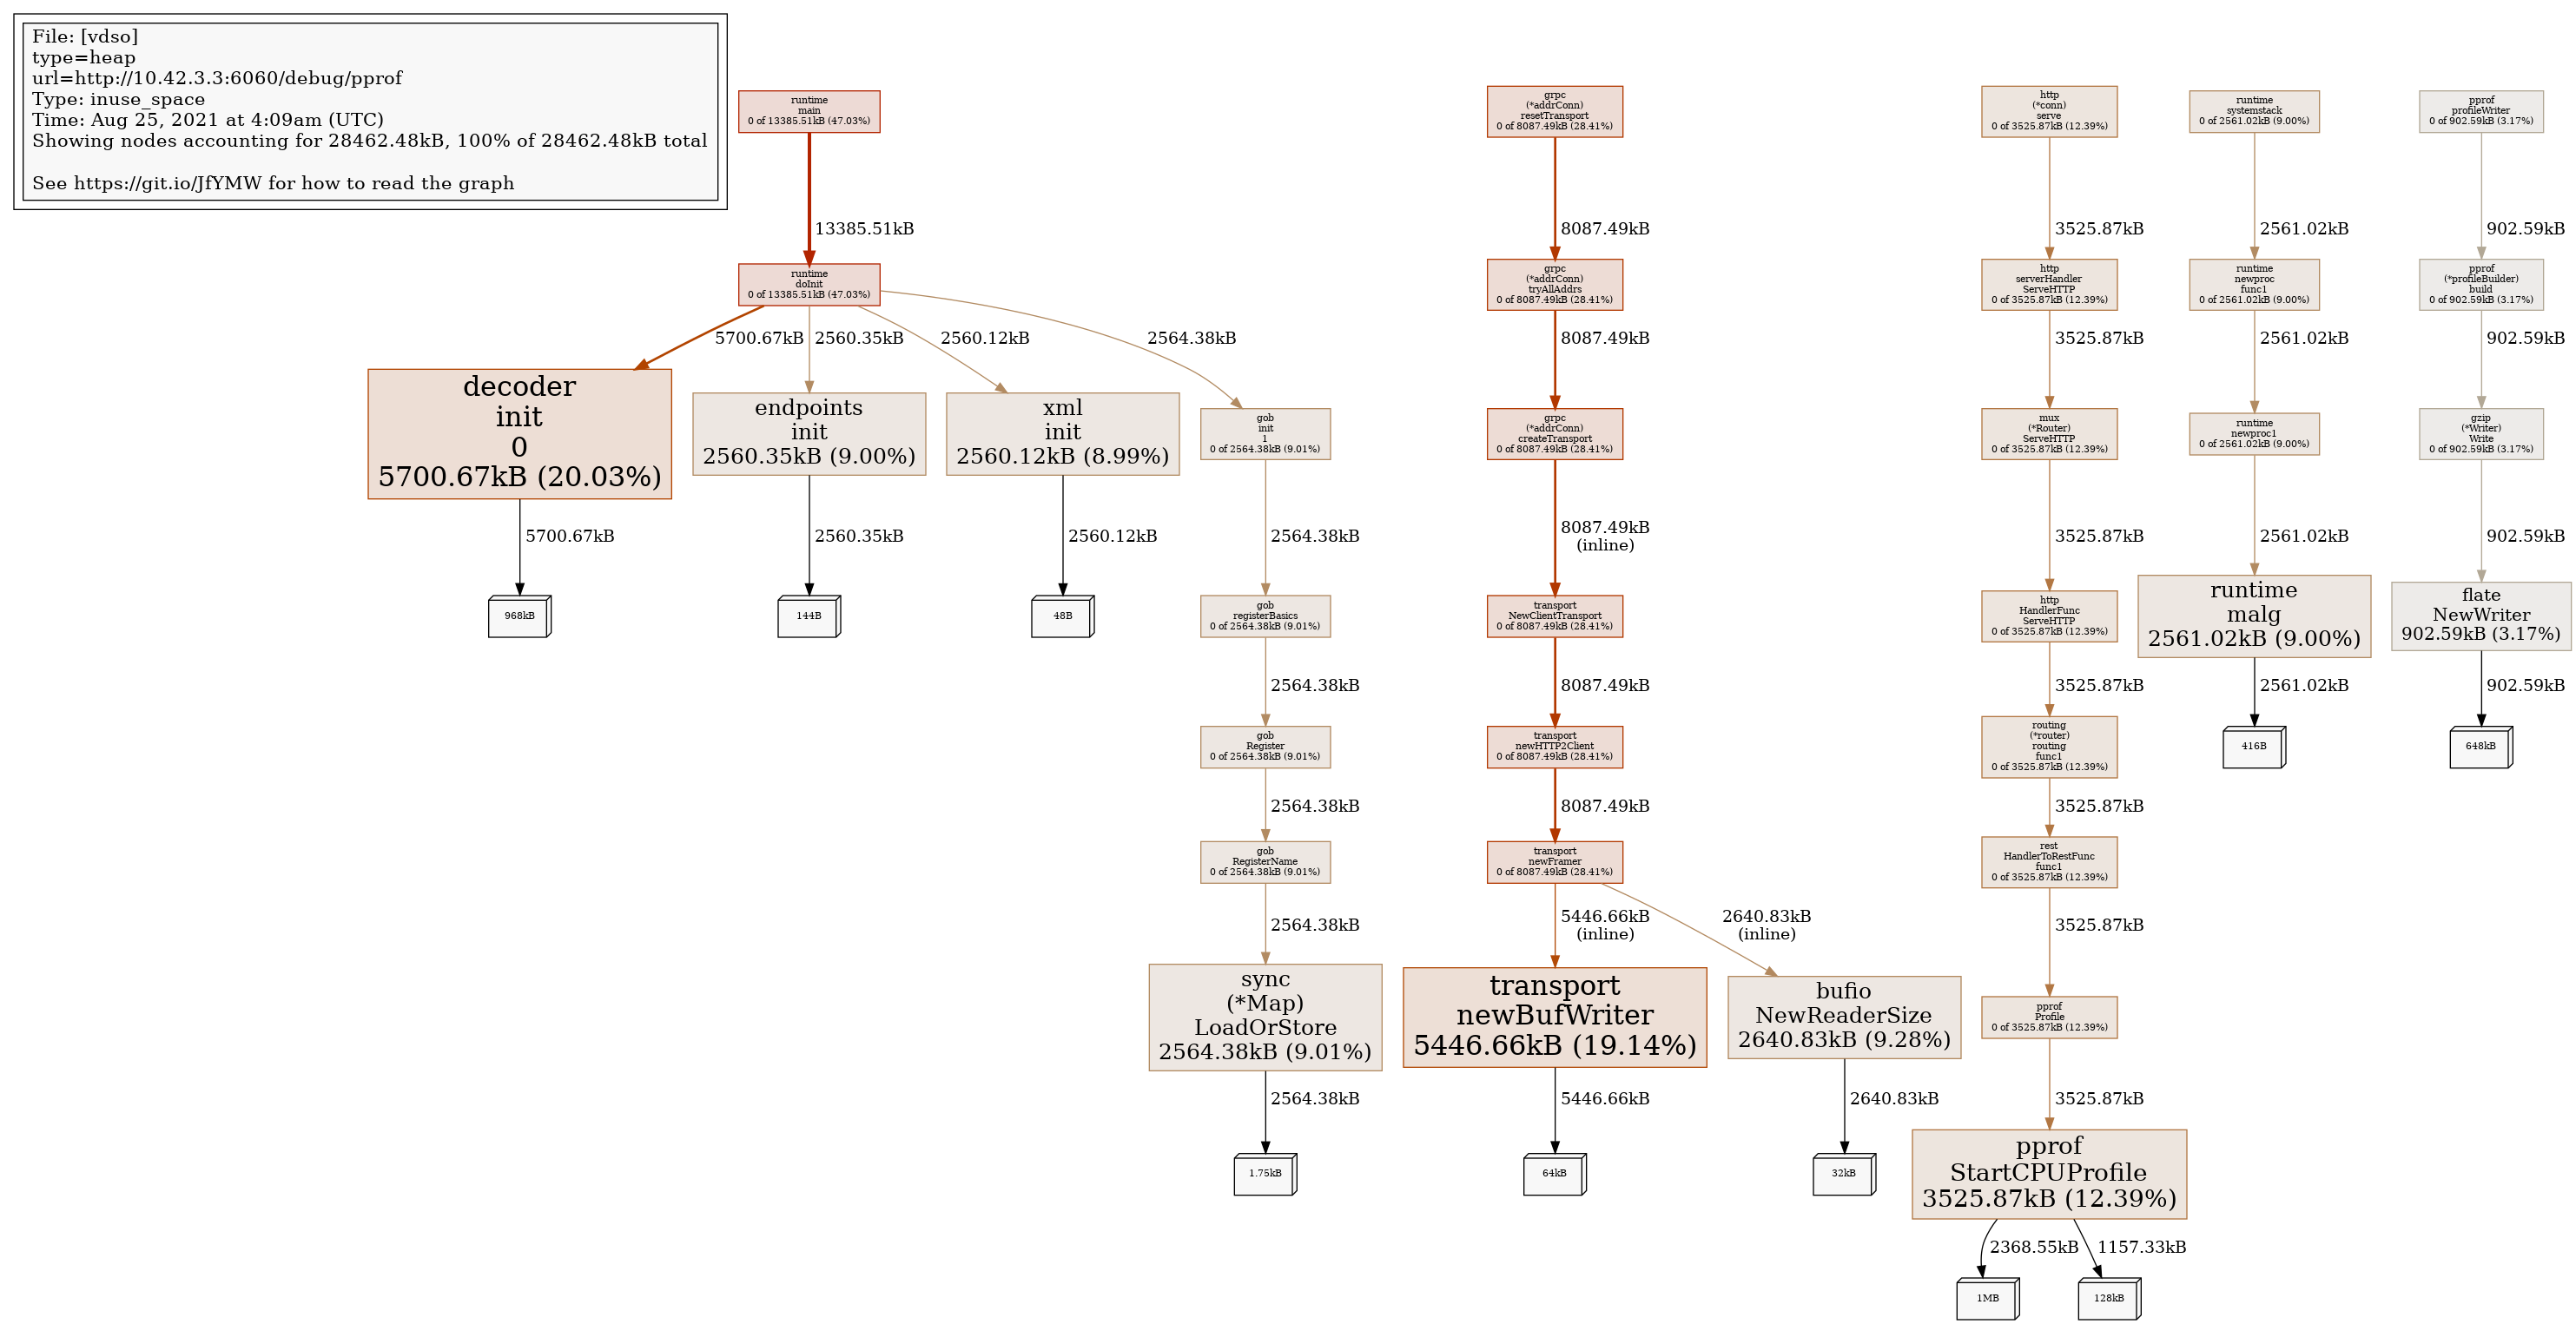 File: [vdso]
type=heap
url=http://10.42.3.3:6060/debug/pprof
Type: inuse_space
Time: Aug 25, 2021 at 4:09am (UTC)
Showing nodes accounting for 28462.48kB, 100% of 28462.48kB total
See https://git.io/JfYMW for how to read the graph
runtime
main
0 of 13385.51kB (47.03%)
13385.51kB
runtime
doInit
0 of 13385.51kB (47.03%)
5700.67kB
2560.35kB
2560.12kB
2564.38kB
decoder
init
0
5700.67kB (20.03%)
5700.67kB
968kB
endpoints
init
2560.35kB (9.00%)
2560.35kB
144B
xml
init
2560.12kB (8.99%)
2560.12kB
48B
gob
init
1
0 of 2564.38kB (9.01%)
2564.38kB
gob
registerBasics
0 of 2564.38kB (9.01%)
2564.38kB
gob
Register
0 of 2564.38kB (9.01%)
2564.38kB
gob
RegisterName
0 of 2564.38kB (9.01%)
2564.38kB
sync
(*Map)
LoadOrStore
2564.38kB (9.01%)
2564.38kB
1.75kB
grpc
(*addrConn)
resetTransport
0 of 8087.49kB (28.41%)
8087.49kB
grpc
(*addrConn)
tryAllAddrs
0 of 8087.49kB (28.41%)
8087.49kB
grpc
(*addrConn)
createTransport
0 of 8087.49kB (28.41%)
8087.49kB
(inline)
transport
NewClientTransport
0 of 8087.49kB (28.41%)
8087.49kB
transport
newHTTP2Client
0 of 8087.49kB (28.41%)
8087.49kB
transport
newFramer
0 of 8087.49kB (28.41%)
5446.66kB
(inline)
2640.83kB
(inline)
transport
newBufWriter
5446.66kB (19.14%)
5446.66kB
64kB
bufio
NewReaderSize
2640.83kB (9.28%)
2640.83kB
32kB
http
(*conn)
serve
0 of 3525.87kB (12.39%)
3525.87kB
http
serverHandler
ServeHTTP
0 of 3525.87kB (12.39%)
3525.87kB
mux
(*Router)
ServeHTTP
0 of 3525.87kB (12.39%)
3525.87kB
http
HandlerFunc
ServeHTTP
0 of 3525.87kB (12.39%)
3525.87kB
routing
(*router)
routing
func1
0 of 3525.87kB (12.39%)
3525.87kB
rest
HandlerToRestFunc
func1
0 of 3525.87kB (12.39%)
3525.87kB
pprof
Profile
0 of 3525.87kB (12.39%)
3525.87kB
pprof
StartCPUProfile
3525.87kB (12.39%)
2368.55kB
1157.33kB
1MB
128kB
runtime
systemstack
0 of 2561.02kB (9.00%)
2561.02kB
runtime
newproc
func1
0 of 2561.02kB (9.00%)
2561.02kB
runtime
newproc1
0 of 2561.02kB (9.00%)
2561.02kB
runtime
malg
2561.02kB (9.00%)
2561.02kB
416B
pprof
profileWriter
0 of 902.59kB (3.17%)
902.59kB
pprof
(*profileBuilder)
build
0 of 902.59kB (3.17%)
902.59kB
gzip
(*Writer)
Write
0 of 902.59kB (3.17%)
902.59kB
flate
NewWriter
902.59kB (3.17%)
902.59kB
648kB